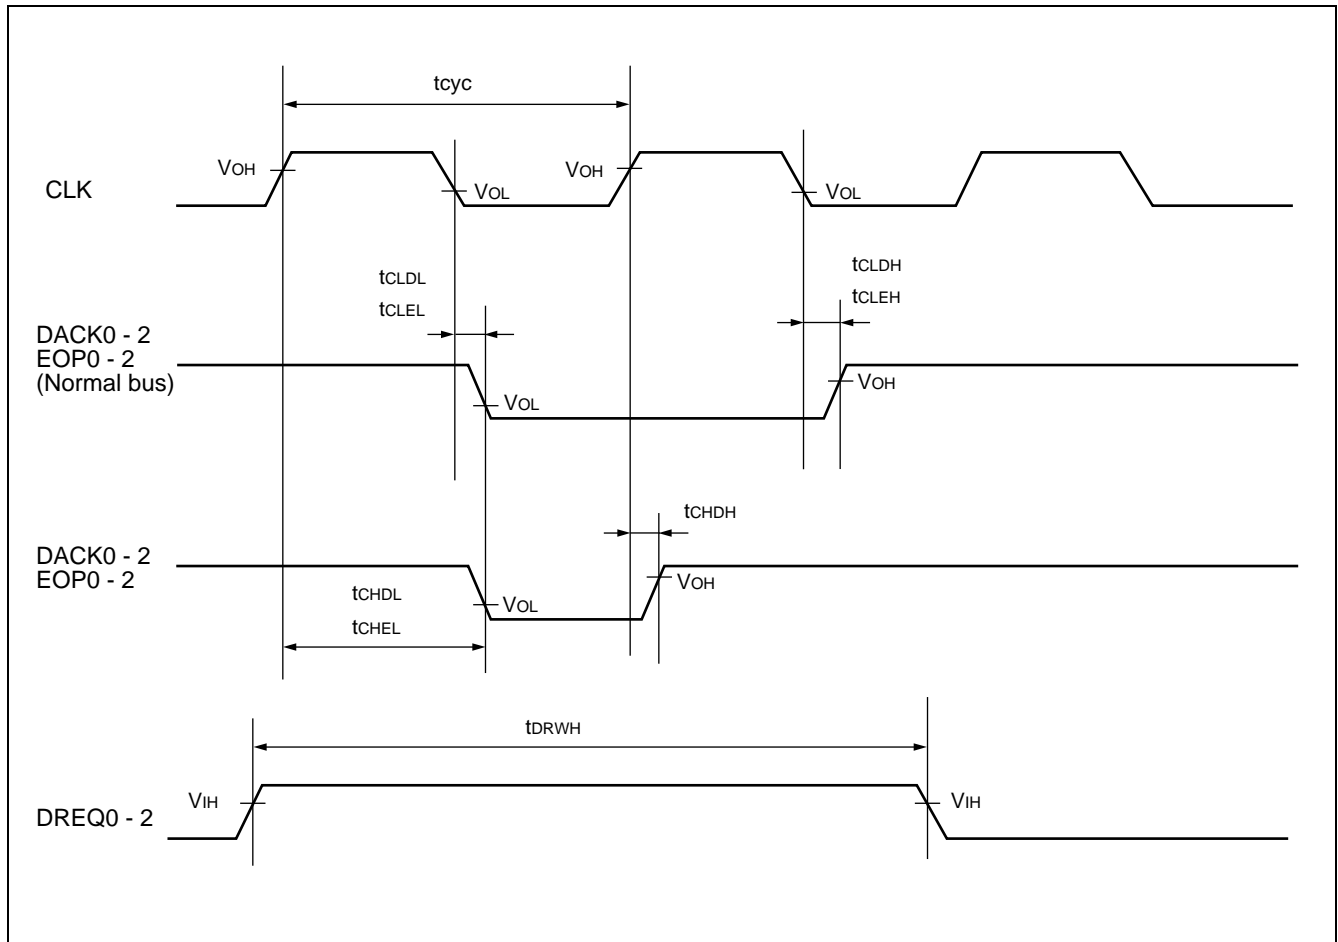 tcyc
VOH
VOH
CLK
VOL
VOL
tCLDL
tCLEL
tCLDH
tCLEH
DACK0 - 2
EOP0 - 2
(Normal bus)
VOH
VOL
tCHDH
DACK0 - 2
EOP0 - 2
VOH
tCHDL
tCHEL
VOL
tDRWH
VIH
VIH
DREQ0 - 2